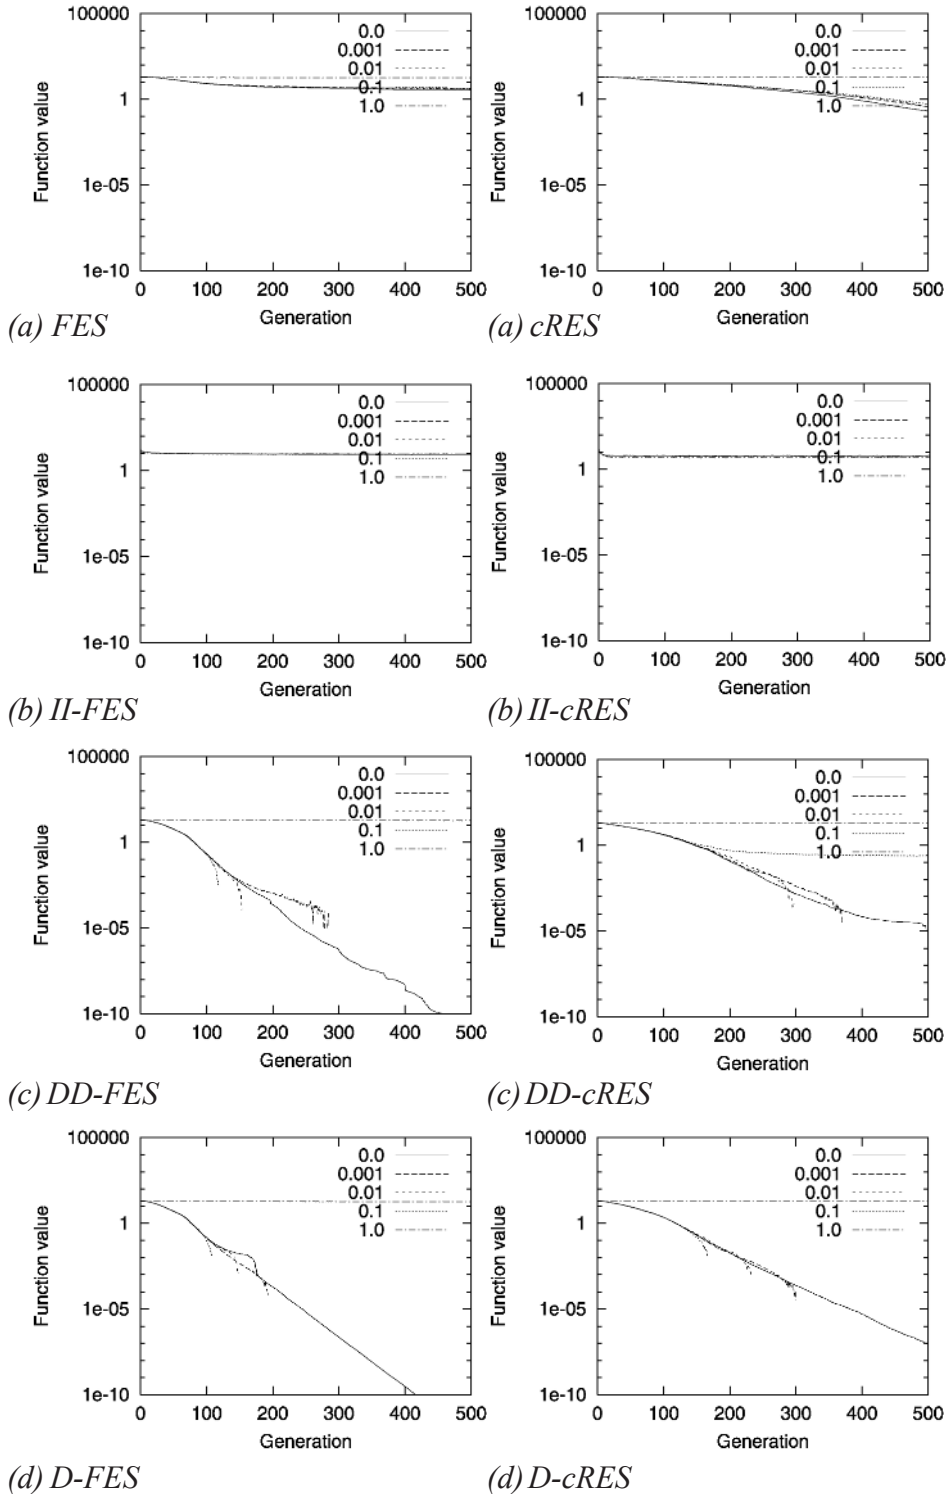 100000
1
1e-05
1e-10
Function value
0.0
0.001
0.01
0.1
1.0
0 100 200 300 400 500
Generation
(a) FES
100000
1
1e-05
1e-10
Function value
0.0
0.001
0.01
0.1
1.0
0 100 200 300 400 500
Generation
(a) cRES
100000
1
1e-05
1e-10
Function value
0.0
0.001
0.01
0.1
1.0
0 100 200 300 400 500
Generation
(b) II-FES
100000
1
1e-05
1e-10
Function value
0.0
0.001
0.01
0.1
1.0
0 100 200 300 400 500
Generation
(b) II-cRES
100000
1
1e-05
1e-10
Function value
0.0
0.001
0.01
0.1
1.0
0 100 200 300 400 500
Generation
(c) DD-FES
100000
1
1e-05
1e-10
Function value
0.0
0.001
0.01
0.1
1.0
0 100 200 300 400 500
Generation
(c) DD-cRES
100000
1
1e-05
1e-10
Function value
0.0
0.001
0.01
0.1
1.0
0 100 200 300 400 500
Generation
(d) D-FES
100000
1
1e-05
1e-10
Function value
0.0
0.001
0.01
0.1
1.0
0 100 200 300 400 500
Generation
(d) D-cRES